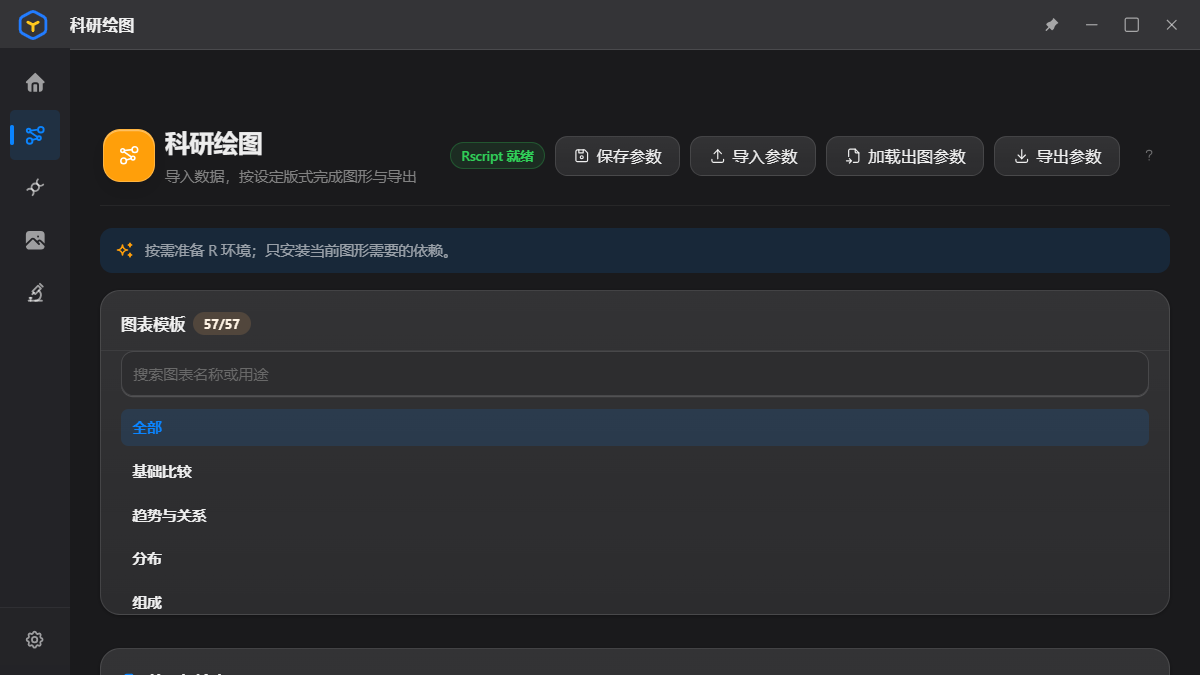 科研绘图
科研绘图
导入数据，按设定版式完成图形与导出
Rscript 就绪
保存参数
导入参数
加载出图参数
导出参数
?
按需准备 R 环境；只安装当前图形需要的依赖。
图表模板 57/57
搜索图表名称或用途
全部
基础比较
趋势与关系
分布
组成